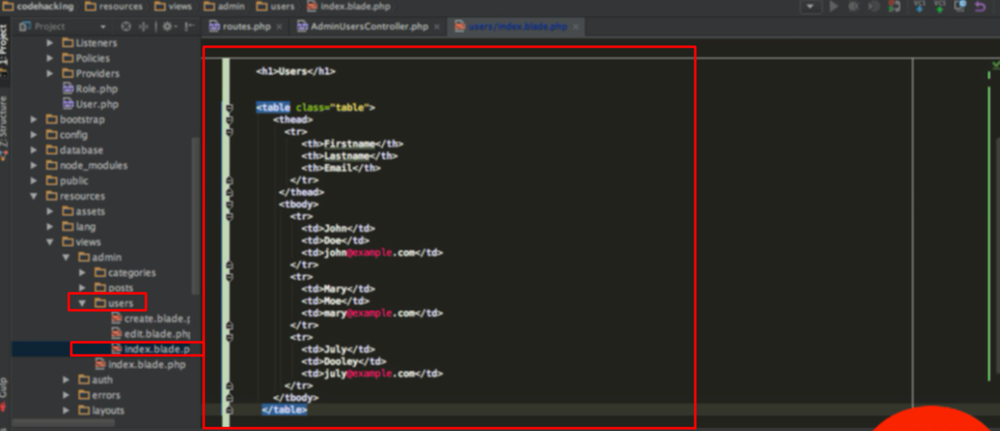 codehacking resources views admin users index.blade.php
1: Project
Project
routes.php
AdminUsersController.php
users/index.blade.php
VCS VCS
Listeners
Policies
Providers
Role.php
User.php
bootstrap
config
database
node_modules
public
resources
assets
lang
views
admin
categories
posts
users
create.blade.p
edit.blade.php
index.blade.p
index.blade.php
auth
errors
layouts
Z: Structure
Gulp
<h1>Users</h1>
<table class="table">
<thead>
<tr>
<th>Firstname</th>
<th>Lastname</th>
<th>Email</th>
</tr>
</thead>
<tbody>
<tr>
<td>John</td>
<td>Doe</td>
<td>john@example.com</td>
</tr>
<tr>
<td>Mary</td>
<td>Moe</td>
<td>mary@example.com</td>
</tr>
<tr>
<td>July</td>
<td>Dooley</td>
<td>july@example.com</td>
</tr>
</tbody>
</table>